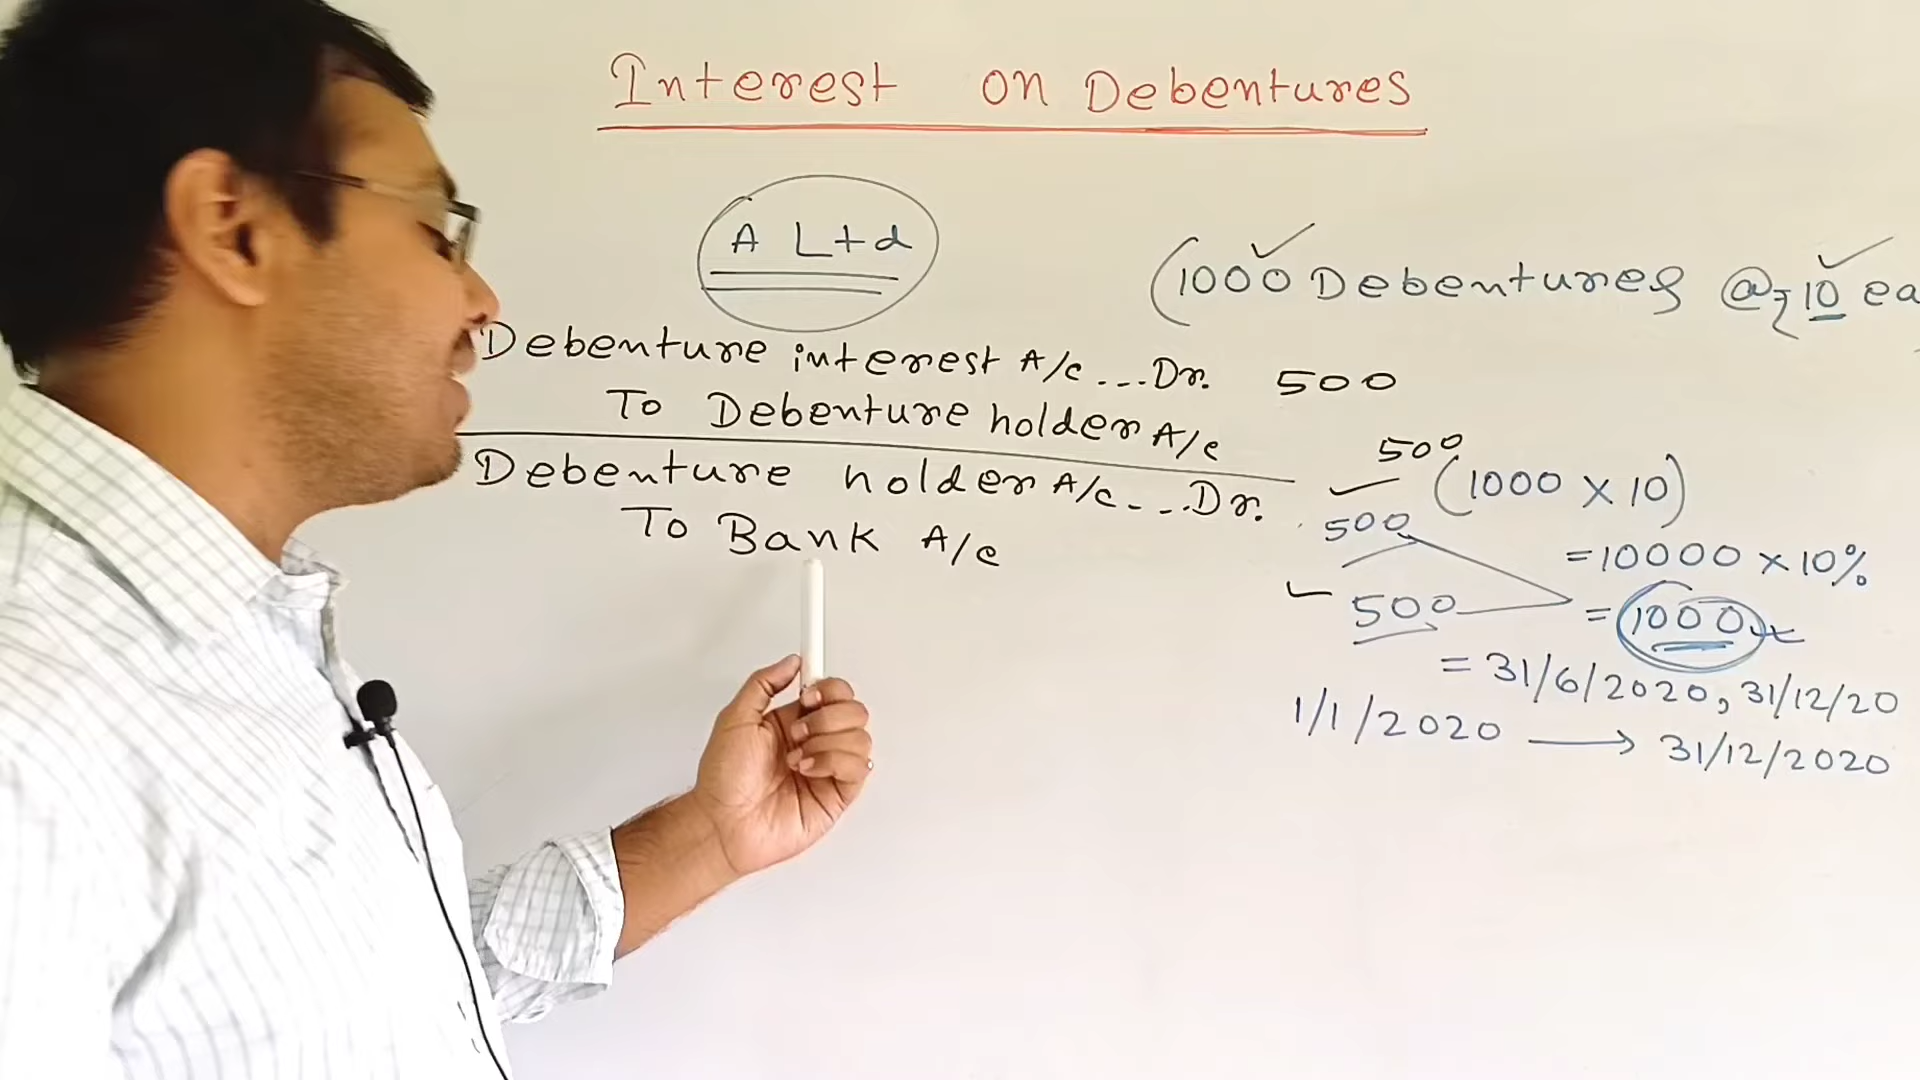 Interest on Debentures
A Ltd
(1000 Debentures @ ₹10 ea
Debenture interest A/c ...Dr. 500
To Debenture holder A/c 500
Debenture holder A/c...Dr. 500
To Bank A/c 500
(1000 × 10)
=10000 × 10%
= 1000
= 31/6/2020, 31/12/20
1/1/2020 → 31/12/2020